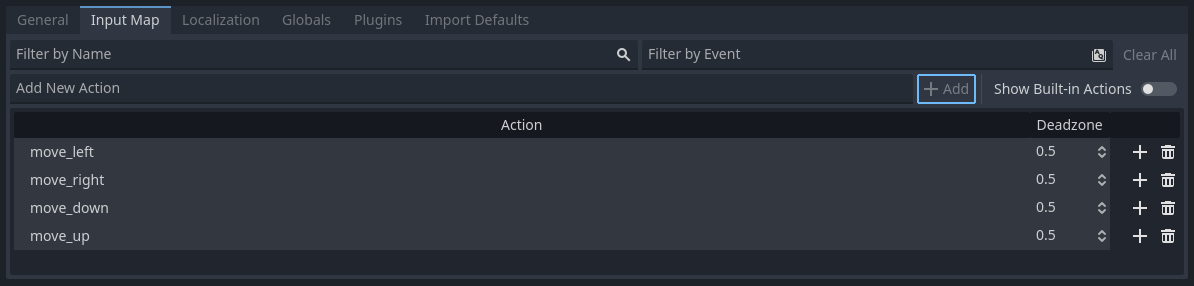 General Input Map Localization Globals Plugins Import Defaults
Filter by Name Filter by Event Clear All
Add New Action + Add Show Built-in Actions
Action Deadzone
move_left 0.5
move_right 0.5
move_down 0.5
move_up 0.5